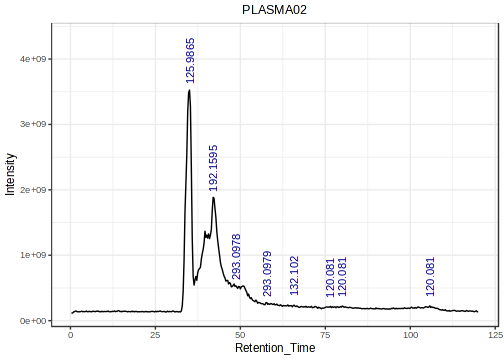 PLASMA02
Intensity
4e+09
3e+09
2e+09
1e+09
0e+00
125.9865
192.1595
293.0978
293.0979
132.102
120.081
120.081
120.081
0
25
50
75
100
125
Retention_Time